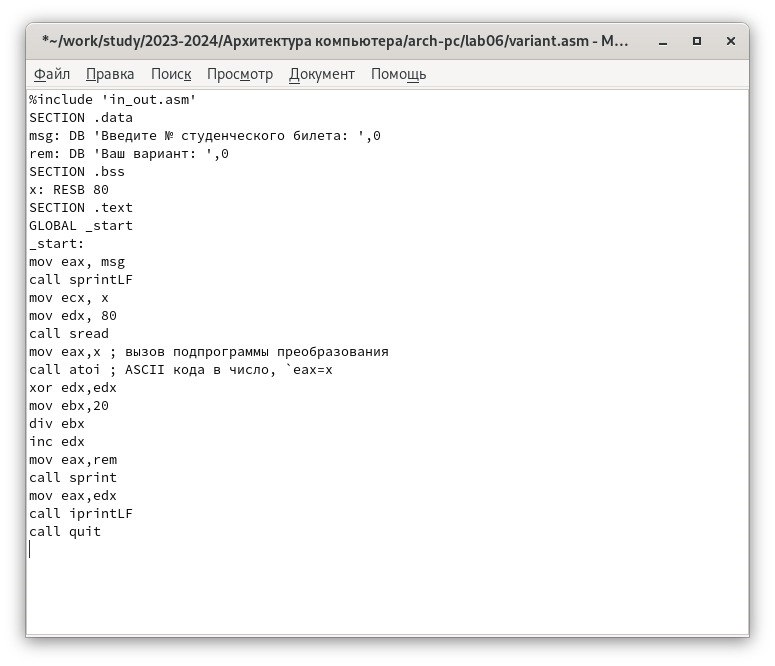 *~/work/study/2023-2024/Архитектура компьютера/arch-pc/lab06/variant.asm - M...
Файл Правка Поиск Просмотр Документ Помощь
%include 'in_out.asm'
SECTION .data
msg: DB 'Введите № студенческого билета: ',0
rem: DB 'Ваш вариант: ',0
SECTION .bss
x: RESB 80
SECTION .text
GLOBAL _start
_start:
mov eax, msg
call sprintLF
mov ecx, x
mov edx, 80
call sread
mov eax,x ; вызов подпрограммы преобразования
call atoi ; ASCII кода в число, `eax=x
xor edx,edx
mov ebx,20
div ebx
inc edx
mov eax,rem
call sprint
mov eax,edx
call iprintLF
call quit